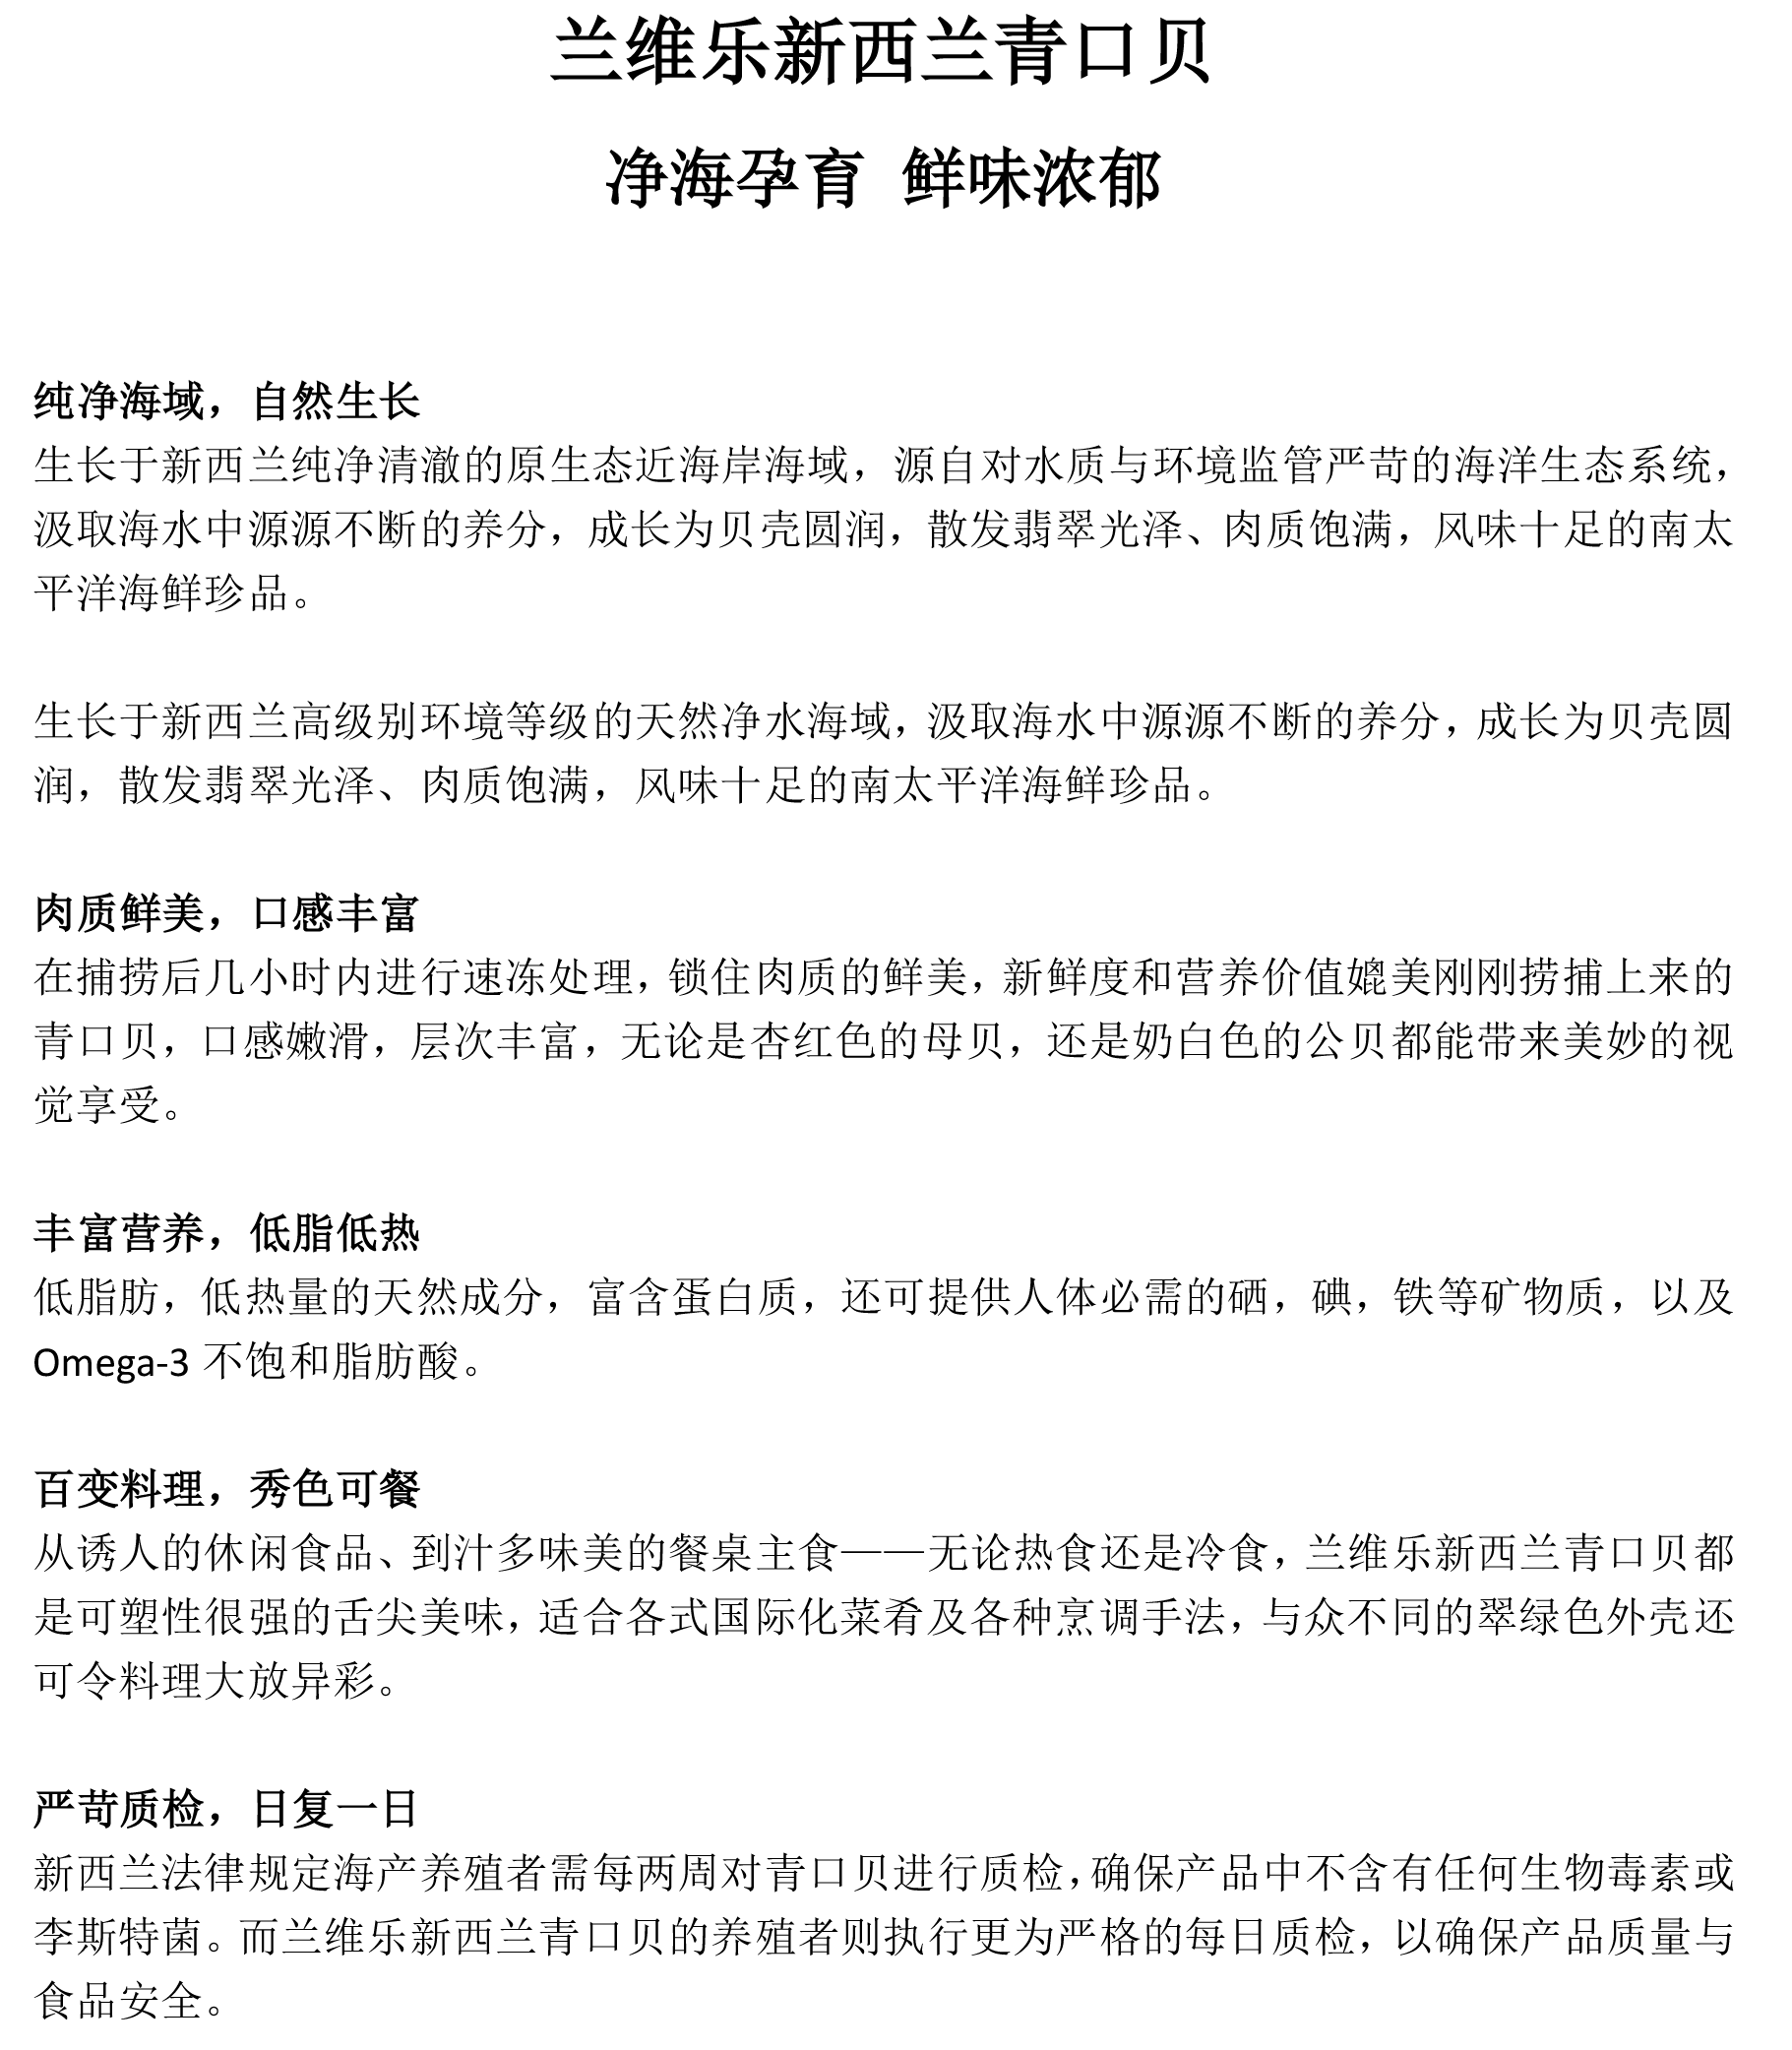 兰维乐新西兰青口贝
净海孕育 鲜味浓郁
纯净海域，自然生长
生长于新西兰纯净清澈的原生态近海岸海域，源自对水质与环境监管严苛的海洋生态系统，
汲取海水中源源不断的养分，成长为贝壳圆润，散发翡翠光泽、肉质饱满，风味十足的南太
平洋海鲜珍品。
生长于新西兰高级别环境等级的天然净水海域，汲取海水中源源不断的养分，成长为贝壳圆
润，散发翡翠光泽、肉质饱满，风味十足的南太平洋海鲜珍品。
肉质鲜美，口感丰富
在捕捞后几小时内进行速冻处理，锁住肉质的鲜美，新鲜度和营养价值媲美刚刚捞捕上来的
青口贝，口感嫩滑，层次丰富，无论是杏红色的母贝，还是奶白色的公贝都能带来美妙的视
觉享受。
丰富营养，低脂低热
低脂肪，低热量的天然成分，富含蛋白质，还可提供人体必需的硒，碘，铁等矿物质，以及
Omega-3 不饱和脂肪酸。
百变料理，秀色可餐
从诱人的休闲食品、到汁多味美的餐桌主食——无论热食还是冷食，兰维乐新西兰青口贝都
是可塑性很强的舌尖美味，适合各式国际化菜肴及各种烹调手法，与众不同的翠绿色外壳还
可令料理大放异彩。
严苛质检，日复一日
新西兰法律规定海产养殖者需每两周对青口贝进行质检，确保产品中不含有任何生物毒素或
李斯特菌。而兰维乐新西兰青口贝的养殖者则执行更为严格的每日质检，以确保产品质量与
食品安全。